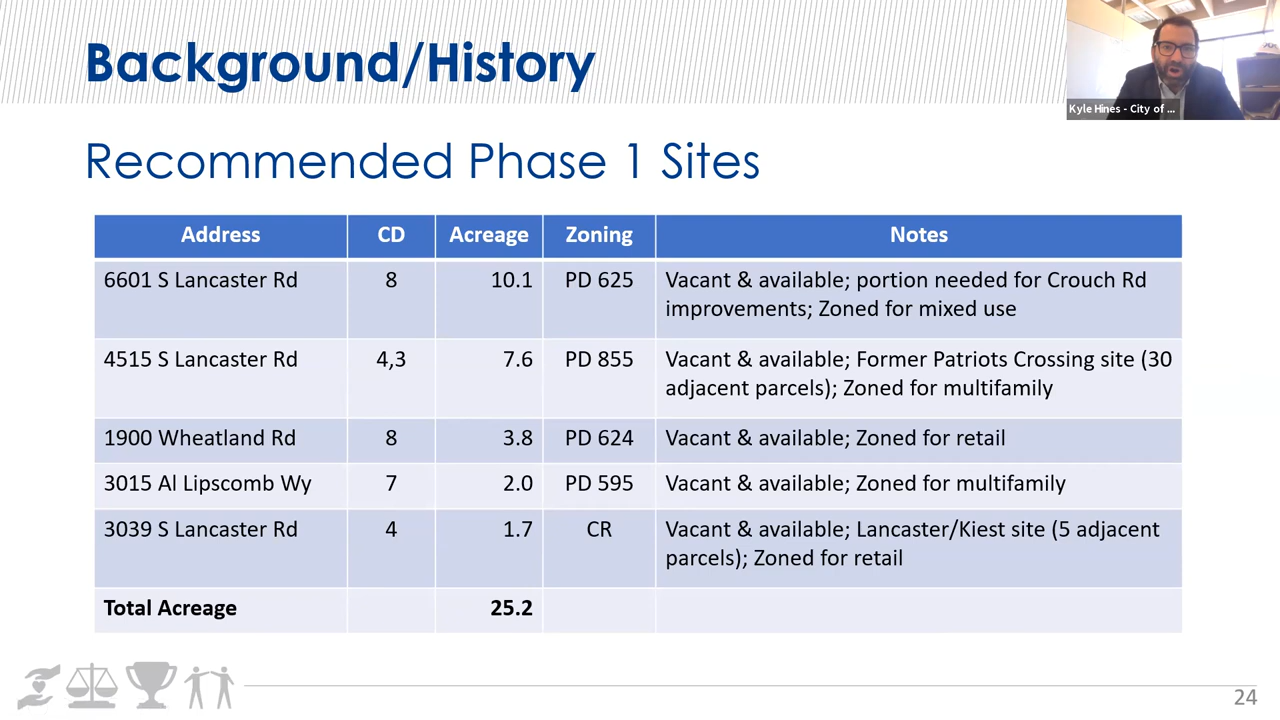 Background/History
Kyle Hines - City of ...
Recommended Phase 1 Sites
Address CD Acreage Zoning Notes
6601 S Lancaster Rd 8 10.1 PD 625 Vacant & available; portion needed for Crouch Rd
improvements; Zoned for mixed use
4515 S Lancaster Rd 4,3 7.6 PD 855 Vacant & available; Former Patriots Crossing site (30
adjacent parcels); Zoned for multifamily
1900 Wheatland Rd 8 3.8 PD 624 Vacant & available; Zoned for retail
3015 Al Lipscomb Wy 7 2.0 PD 595 Vacant & available; Zoned for multifamily
3039 S Lancaster Rd 4 1.7 CR Vacant & available; Lancaster/Kiest site (5 adjacent
parcels); Zoned for retail
Total Acreage 25.2
24